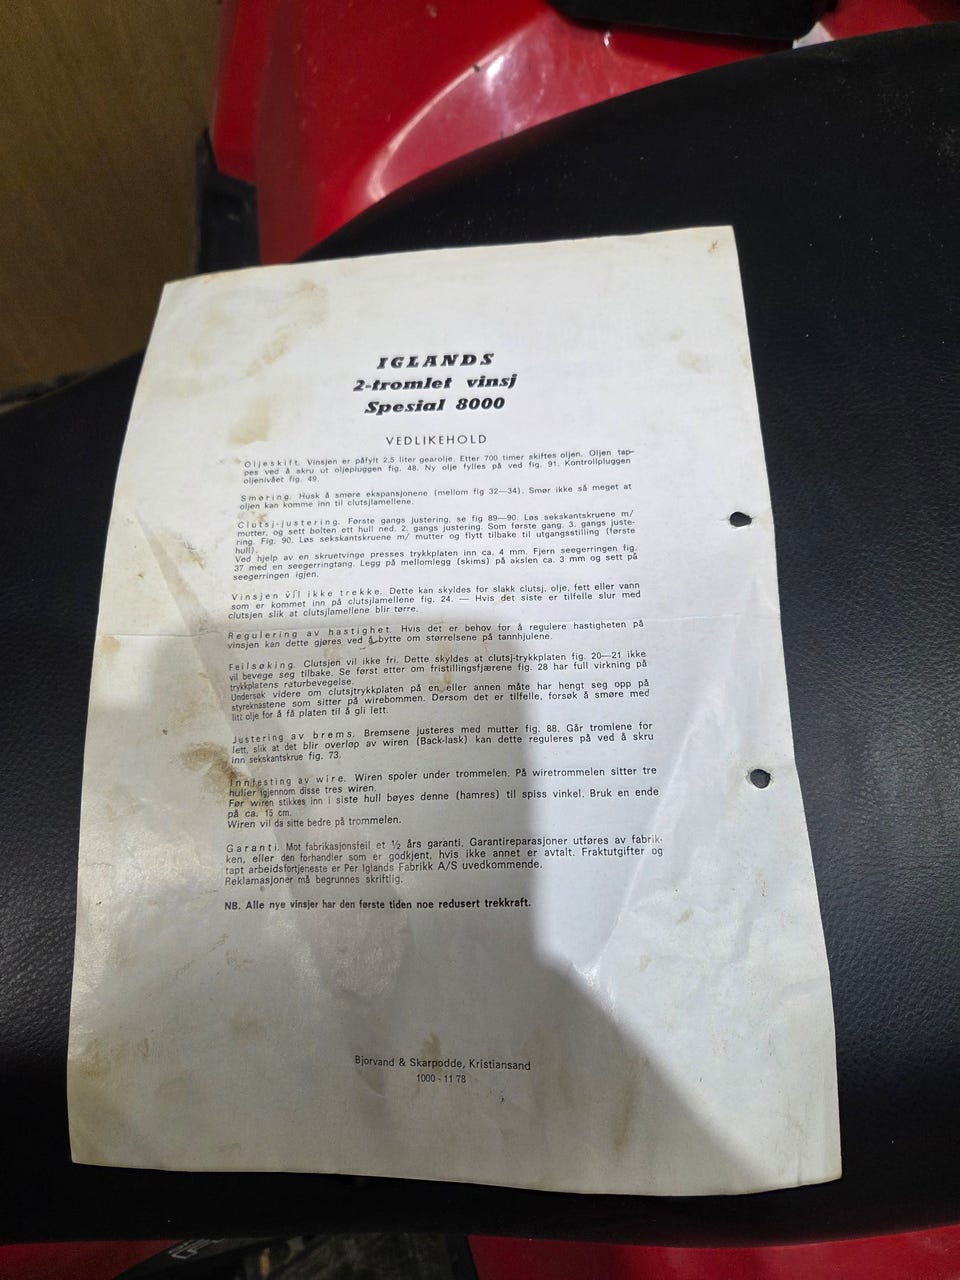 IGLANDS
2-tromlet vinsj
Spesial 8000
VEDLIKEHOLD
Oljeskift. Vinsjen er påfylt 2,5 liter gearolje. Etter 700 timer skiftes oljen. Oljen tap-
pes ved å skru ut oljepluggen fig. 48. Ny olje fylles på ved fig. 91. Kontrollpluggen
oljenivået fig. 49.
Smøring. Husk å smøre ekspansjonene (mellom fig 32—34). Smør ikke så meget at
oljen kan komme inn til clutsjlamellene.
Clutsj-justering. Første gangs justering, se fig 89—90. Løs sekskantskruene m/
mutter, og sett bolten ett hull ned. 2. gangs justering. Som første gang. 3. gangs juste-
ring. Fig. 90. Løs sekskantskruene m/ mutter og flytt tilbake til utgangsstilling (første
hull).
Ved hjelp av en skruetvinge presses trykkplaten inn ca. 4 mm. Fjern seegerringen fig.
37 med en seegerringtang. Legg på mellomlegg (skims) på akslen ca. 3 mm og sett på
seegerringen igjen.
Vinsjen vil ikke trekke. Dette kan skyldes for slakk clutsj, olje, fett eller vann
som er kommet inn på clutsjlamellene fig. 24. — Hvis det siste er tilfelle slur med
clutsjen slik at clutsjlamellene blir tørre.
Regulering av hastighet. Hvis det er behov for å regulere hastigheten på
vinsjen kan dette gjøres ved å bytte om størrelsene på tannhjulene.
Feilsøking. Clutsjen vil ikke fri. Dette skyldes at clutsj-trykkplaten fig. 20—21 ikke
vil bevege seg tilbake. Se først etter om fristillingsfjærene fig. 28 har full virkning på
trykkplatens returbevegelse.
Undersøk videre om clutsjtrykkplaten på en eller annen måte har hengt seg opp på
styreknastene som sitter på wirebommen. Dersom det er tilfelle, forsøk å smøre med
litt olje for å få platen til å gli lett.
Justering av brems. Bremsene justeres med mutter fig. 88. Går tromlene for
lett, slik at det blir overløp av wiren (Back-lask) kan dette reguleres på ved å skru
inn sekskantskrue fig. 73.
Innfesting av wire. Wiren spoler under trommelen. På wiretrommelen sitter tre
huller igjennom disse tres wiren.
Før wiren stikkes inn i siste hull bøyes denne (hamres) til spiss vinkel. Bruk en ende
på ca. 15 cm.
Wiren vil da sitte bedre på trommelen.
Garanti. Mot fabrikasjonsfeil et ½ års garanti. Garantireparasjoner utføres av fabrik-
ken, eller den forhandler som er godkjent, hvis ikke annet er avtalt. Fraktutgifter og
tapt arbeidsfortjeneste er Per Iglands Fabrikk A/S uvedkommende.
Reklamasjoner må begrunnes skriftlig.
NB. Alle nye vinsjer har den første tiden noe redusert trekkraft.
Bjorvand & Skarpodde, Kristiansand
1000 - 11 78